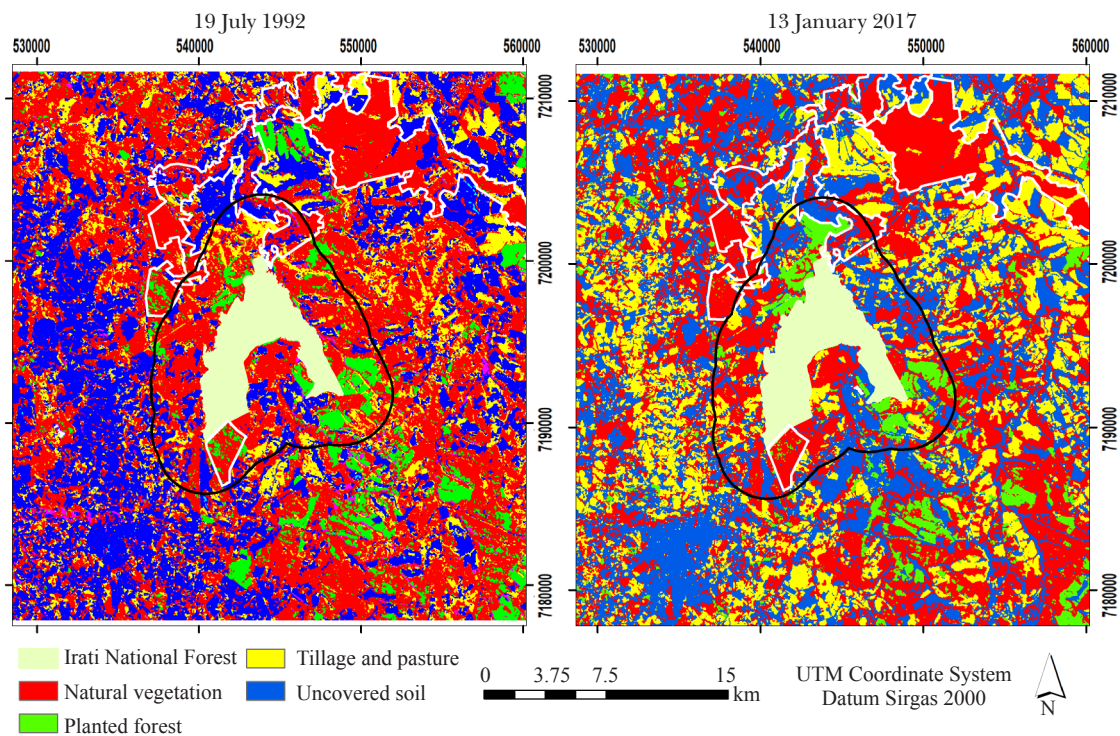 19 July 1992
13 January 2017
530000 540000 550000 560000
530000 540000 550000 560000
7210000
7200000
7190000
7180000
7210000
7200000
7190000
7180000
Irati National Forest
Natural vegetation
Planted forest
Tillage and pasture
Uncovered soil
0 3.75 7.5 15
km
UTM Coordinate System
Datum Sirgas 2000
N